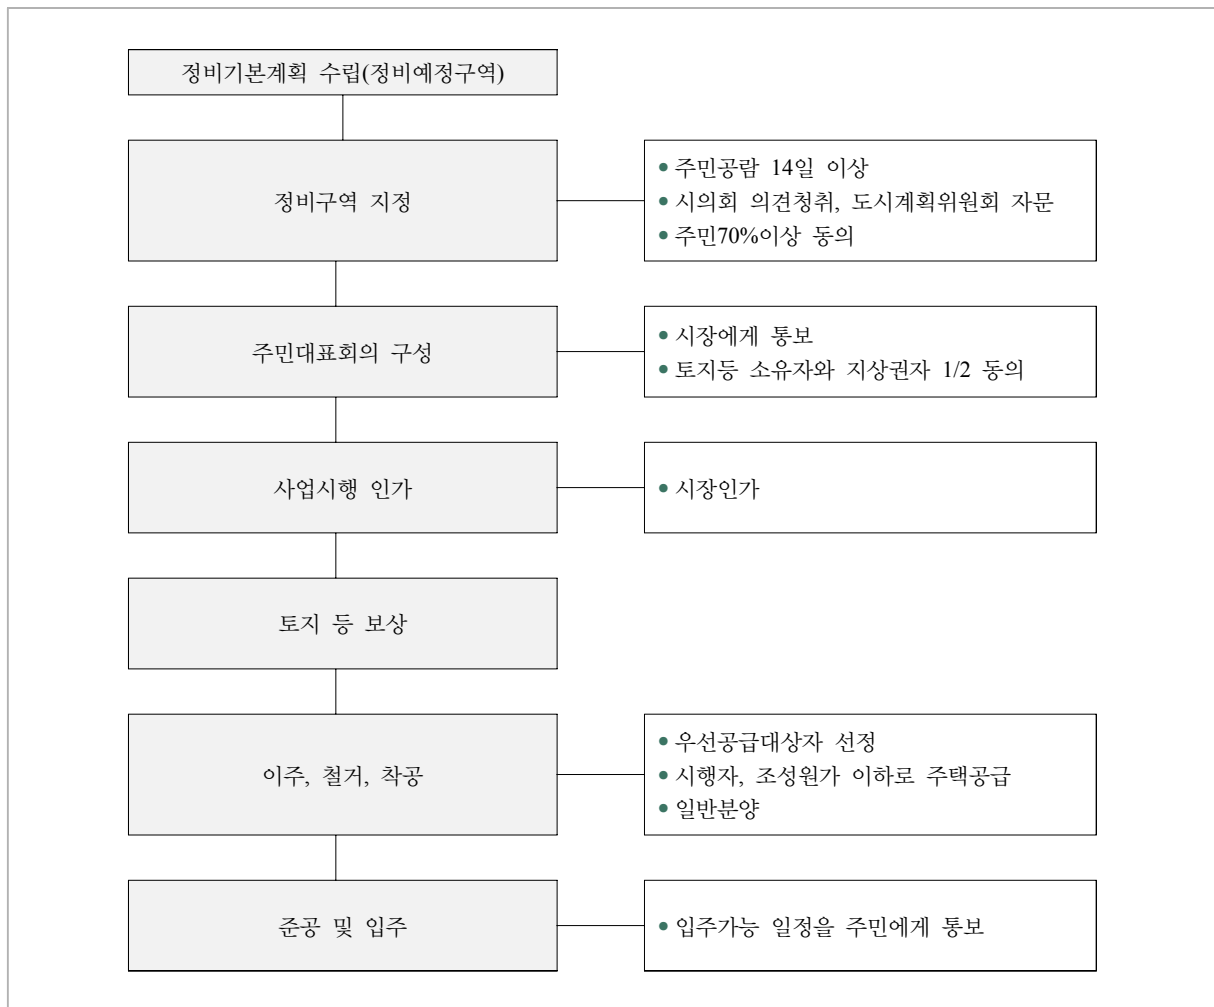 정비기본계획 수립(정비예정구역)
정비구역 지정
• 주민공람 14일 이상
• 시의회 의견청취, 도시계획위원회 자문
• 주민70%이상 동의
주민대표회의 구성
• 시장에게 통보
• 토지등 소유자와 지상권자 1/2 동의
사업시행 인가
• 시장인가
토지 등 보상
이주, 철거, 착공
• 우선공급대상자 선정
• 시행자, 조성원가 이하로 주택공급
• 일반분양
준공 및 입주
• 입주가능 일정을 주민에게 통보